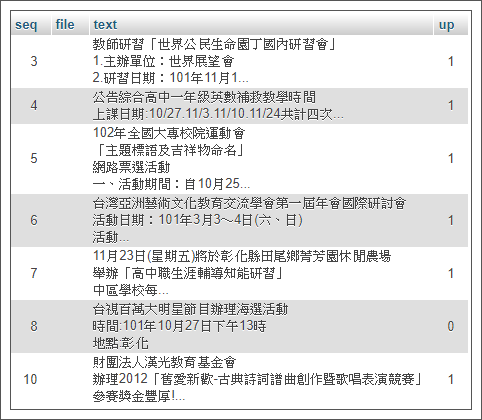 seq file text up
3 教師研習「世界公民生命園丁國內研習會」 1
1.主辦單位：世界展望會
2.研習日期：101年11月1...
4 公告綜合高中一年級英數補救教學時間 1
上課日期:10/27.11/3.11/10.11/24共計四次...
5 102年全國大專校院運動會 1
「主題標語及吉祥物命名」
網路票選活動
一、活動期間：自10月25...
6 台灣亞洲藝術文化教育交流學會第一屆年會國際研討會 1
活動日期：101年3月3～4日(六、日)
活動...
7 11月23日(星期五)將於彰化縣田尾鄉菁芳園休閒農場 1
舉辦「高中職生涯輔導知能研習」
中區學校每...
8 台視百萬大明星節目辦理海選活動 0
時間:101年10月27日下午13時
地點:彰化
10 財團法人漢光教育基金會 1
辦理2012「舊愛新歡-古典詩詞譜曲創作暨歌唱表演競賽」
參賽獎金豐厚!...